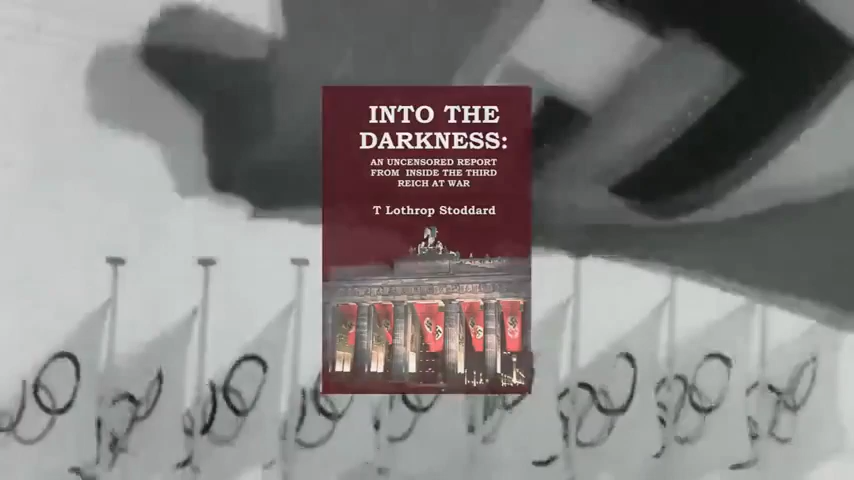 INTO THE
DARKNESS:
AN UNCENSORED REPORT
FROM INSIDE THE THIRD
REICH AT WAR
T Lothrop Stoddard